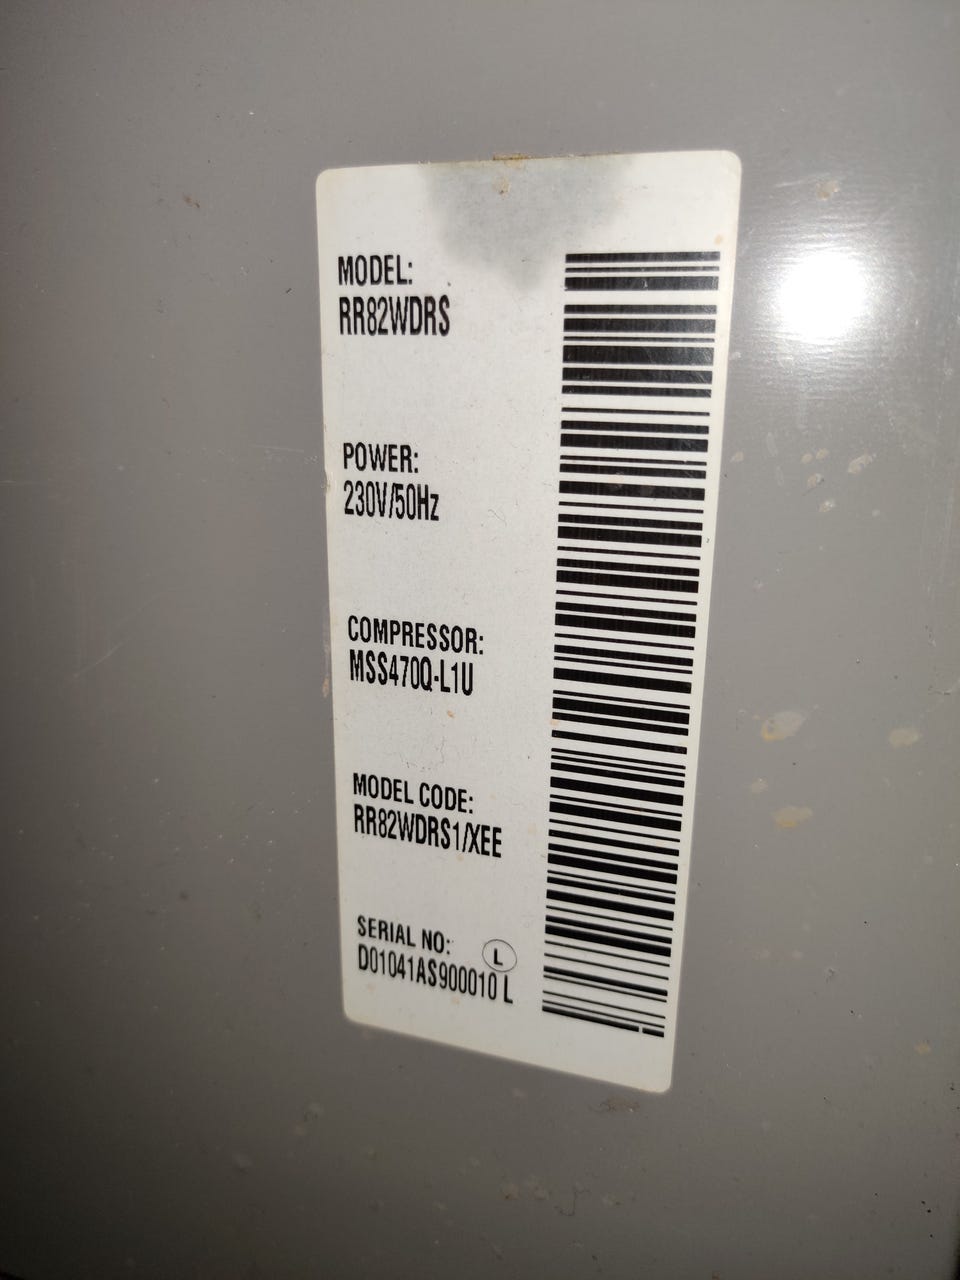 MODEL:
RR82WDRS
POWER:
230V/50Hz
COMPRESSOR:
MSS470Q-L1U
MODEL CODE:
RR82WDRS1/XEE
SERIAL NO:
L
D01041AS900010 L